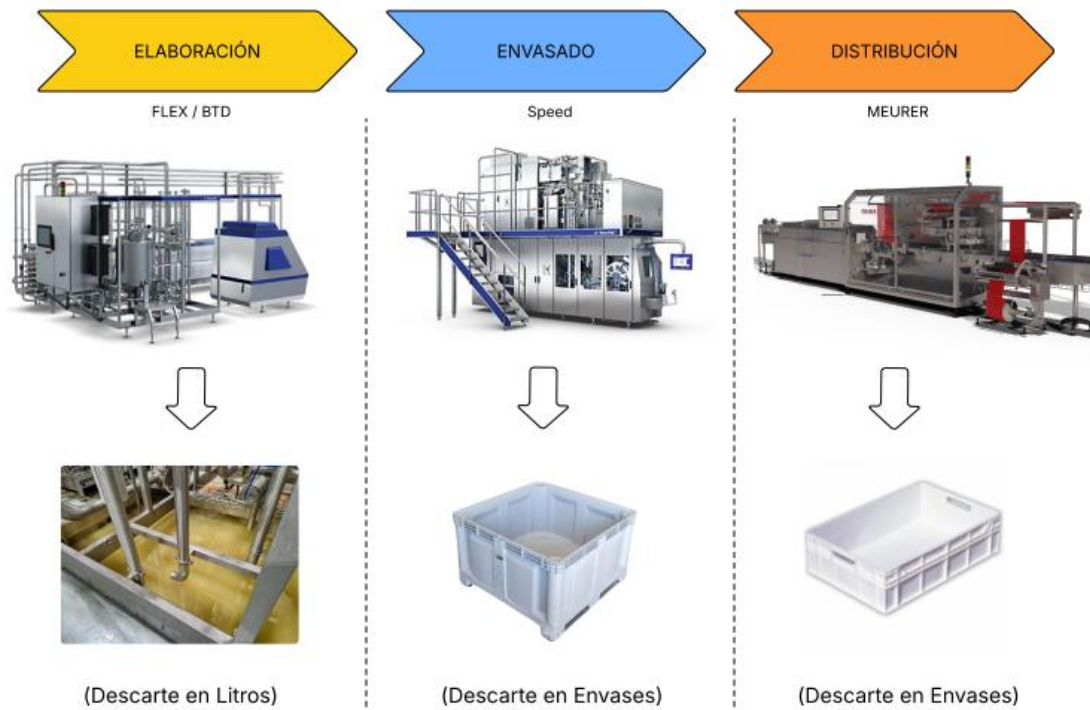 ELABORACIÓN
ENVASADO
DISTRIBUCIÓN
FLEX / BTD
Speed
MEURER
(Descarte en Litros)
(Descarte en Envases)
(Descarte en Envases)